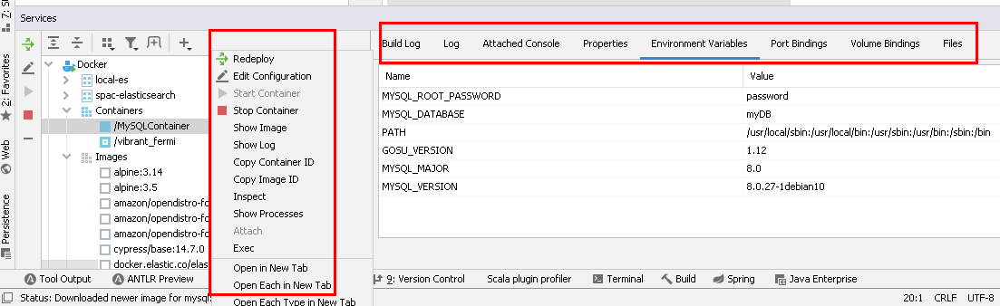 Z: St
Services
Build Log Log Attached Console Properties Environment Variables Port Bindings Volume Bindings Files
Docker
local-es
spac-elasticsearch
Containers
/MySQLContainer
/vibrant_fermi
Images
alpine:3.14
alpine:3.5
amazon/opendistro-fo
amazon/opendistro-fo
amazon/opendistro-fo
cypress/base:14.7.0
docker.elastic.co/elas
Redeploy
Edit Configuration
Start Container
Stop Container
Show Image
Show Log
Copy Container ID
Copy Image ID
Inspect
Show Processes
Attach
Exec
Open in New Tab
Open Each in New Tab
Open Each Type in New Tab
Name Value
MYSQL_ROOT_PASSWORD password
MYSQL_DATABASE myDB
PATH /usr/local/sbin:/usr/local/bin:/usr/sbin:/usr/bin:/sbin:/bin
GOSU_VERSION 1.12
MYSQL_MAJOR 8.0
MYSQL_VERSION 8.0.27-1debian10
2: Favorites
Web
Persistence
Tool Output ANTLR Preview 9: Version Control Scala plugin profiler Terminal Build Spring Java Enterprise
Status: Downloaded newer image for mysql: 20:1 CRLF UTF-8